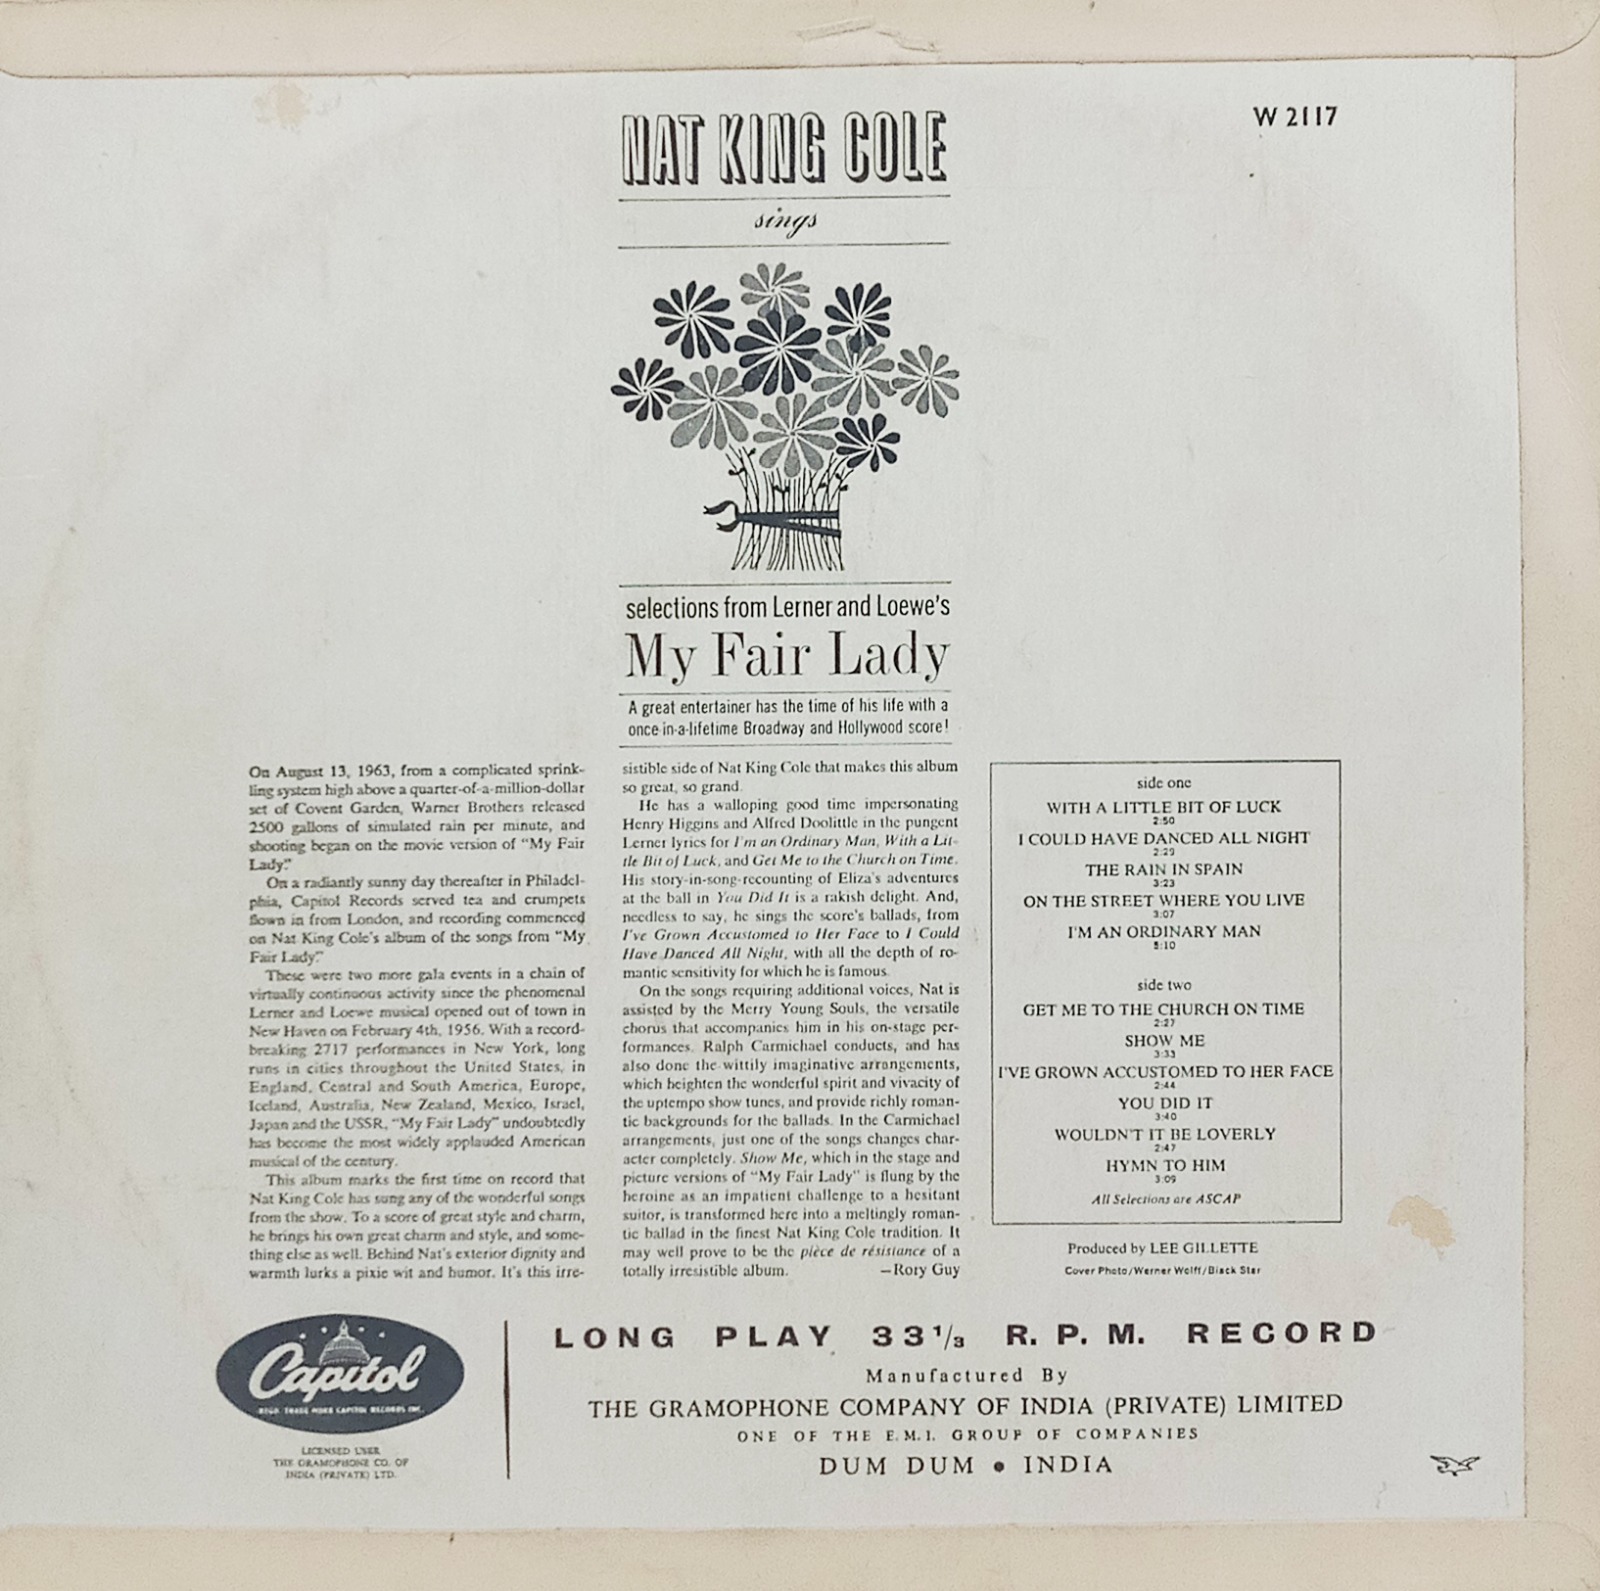 W 2117
NAT KING COLE
sings
selections from Lerner and Loewe's
My Fair Lady
A great entertainer has the time of his life with a
once-in-a-lifetime Broadway and Hollywood score!
On August 13, 1963, from a complicated sprink-
ling system high above a quarter-of-a-million-dollar
set of Covent Garden, Warner Brothers released
2500 gallons of simulated rain per minute, and
shooting began on the movie version of "My Fair
Lady."
On a radiantly sunny day thereafter in Philadel-
phia, Capitol Records served tea and crumpets
flown in from London, and recording commenced
on Nat King Cole's album of the songs from "My
Fair Lady."
These were two more gala events in a chain of
virtually continuous activity since the phenomenal
Lerner and Loewe musical opened out of town in
New Haven on February 4th, 1956. With a record-
breaking 2717 performances in New York, long
runs in cities throughout the United States, in
England, Central and South America, Europe,
Iceland, Australia, New Zealand, Mexico, Israel,
Japan and the USSR, "My Fair Lady" undoubtedly
has become the most widely applauded American
musical of the century.
This album marks the first time on record that
Nat King Cole has sung any of the wonderful songs
from the show. To a score of great style and charm,
he brings his own great charm and style, and some-
thing else as well. Behind Nat's exterior dignity and
warmth lurks a pixie wit and humor. It's this irre-
sistible side of Nat King Cole that makes this album
so great, so grand.
He has a walloping good time impersonating
Henry Higgins and Alfred Doolittle in the pungent
Lerner lyrics for I'm an Ordinary Man, With a Lit-
tle Bit of Luck, and Get Me to the Church on Time.
His story-in-song-recounting of Eliza's adventures
at the ball in You Did It is a rakish delight. And,
needless to say, he sings the score's ballads, from
I've Grown Accustomed to Her Face to I Could
Have Danced All Night, with all the depth of ro-
mantic sensitivity for which he is famous.
On the songs requiring additional voices, Nat is
assisted by the Merry Young Souls, the versatile
chorus that accompanies him in his on-stage per-
formances. Ralph Carmichael conducts, and has
also done the wittily imaginative arrangements,
which heighten the wonderful spirit and vivacity of
the uptempo show tunes, and provide richly roman-
tic backgrounds for the ballads. In the Carmichael
arrangements, just one of the songs changes char-
acter completely. Show Me, which in the stage and
picture versions of "My Fair Lady" is flung by the
heroine as an impatient challenge to a hesitant
suitor, is transformed here into a meltingly roman-
tic ballad in the finest Nat King Cole tradition. It
may well prove to be the pièce de résistance of a
totally irresistible album. —Rory Guy
side one
WITH A LITTLE BIT OF LUCK
2:50
I COULD HAVE DANCED ALL NIGHT
2:29
THE RAIN IN SPAIN
3:23
ON THE STREET WHERE YOU LIVE
3:07
I'M AN ORDINARY MAN
5:10
side two
GET ME TO THE CHURCH ON TIME
2:27
SHOW ME
3:33
I'VE GROWN ACCUSTOMED TO HER FACE
2:44
YOU DID IT
3:40
WOULDN'T IT BE LOVERLY
2:47
HYMN TO HIM
3:09
All Selections are ASCAP
Produced by LEE GILLETTE
Cover Photo/Werner Wolff/Black Star
Capitol
REGD. TRADE MARK CAPITOL RECORDS INC.
LICENSED USER
THE GRAMOPHONE CO. OF
INDIA (PRIVATE) LTD.
LONG PLAY 33 1/3 R. P. M. RECORD
Manufactured By
THE GRAMOPHONE COMPANY OF INDIA (PRIVATE) LIMITED
ONE OF THE E.M.I. GROUP OF COMPANIES
DUM DUM • INDIA